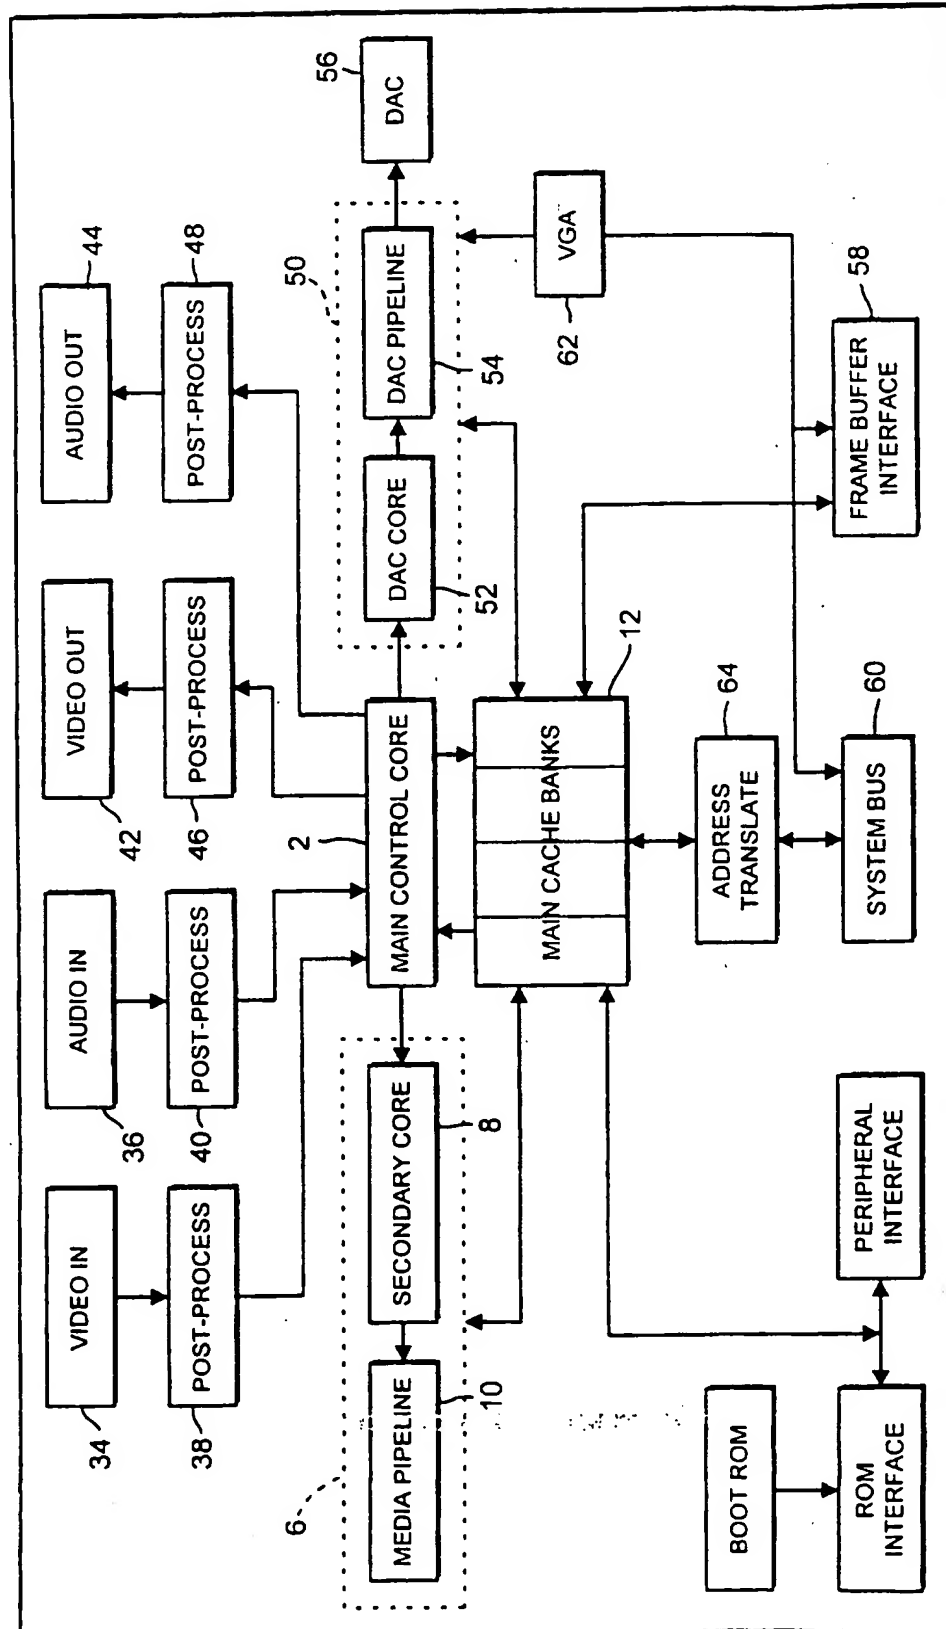 VIDEO IN
34
AUDIO IN
36
VIDEO OUT
42
AUDIO OUT
44
POST-PROCESS
38
POST-PROCESS
40
POST-PROCESS
46
POST-PROCESS
48
6
2
50
56
MEDIA PIPELINE
SECONDARY CORE
MAIN CONTROL CORE
DAC CORE
DAC PIPELINE
DAC
10
8
52
54
MAIN CACHE BANKS
12
VGA
62
BOOT ROM
ADDRESS
TRANSLATE
64
ROM
INTERFACE
PERIPHERAL
INTERFACE
SYSTEM BUS
60
FRAME BUFFER
INTERFACE
58